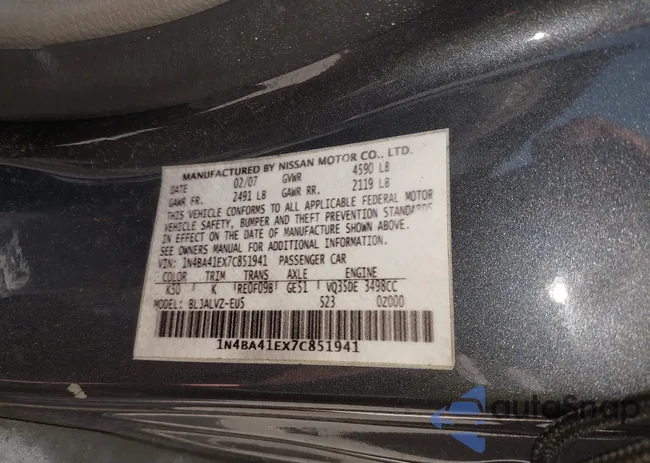 MANUFACTURED BY NISSAN MOTOR CO., LTD.
DATE 02/07 GVWR 4590 LB
GAWR FR. 2491 LB GAWR RR. 2119 LB
THIS VEHICLE CONFORMS TO ALL APPLICABLE FEDERAL MOTOR
VEHICLE SAFETY, BUMPER AND THEFT PREVENTION STANDARDS
IN EFFECT ON THE DATE OF MANUFACTURE SHOWN ABOVE.
SEE OWNERS MANUAL FOR ADDITIONAL INFORMATION.
VIN: 1N4BA41EX7C851941 PASSENGER CAR
COLOR TRIM TRANS AXLE ENGINE
K50 K RE0F09B GE51 VQ35DE 3498CC
MODEL: BLJALVZ-EUS 523 0Z000
1N4BA41EX7C851941
autoSnap